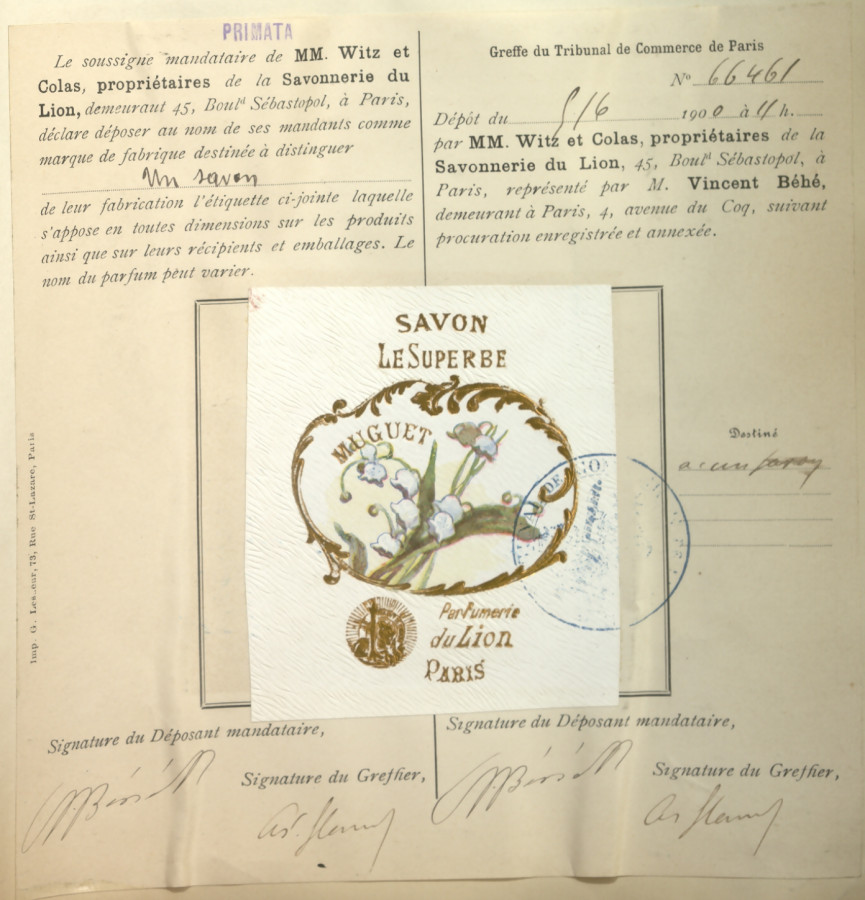 PRIMATA
Le soussigne mandataire de MM. Witz et
Colas, propriétaires de la Savonnerie du
Lion, demeurant 45, Boulᵈ Sébastopol, à Paris,
déclare déposer au nom de ses mandants comme
marque de fabrique destinée à distinguer
Un savon
de leur fabrication l'étiquette ci-jointe laquelle
s'appose en toutes dimensions sur les produits
ainsi que sur leurs récipients et emballages. Le
nom du parfum peut varier.
Greffe du Tribunal de Commerce de Paris
Nº 66461
Dépôt du 5/6 1900 à 4 h.
par MM. Witz et Colas, propriétaires de la
Savonnerie du Lion, 45, Boulᵈ Sébastopol, à
Paris, représenté par M. Vincent Béhé,
demeurant à Paris, 4, avenue du Coq, suivant
procuration enregistrée et annexée.
SAVON
LE SUPERBE
MUGUET
Parfumerie
du Lion
PARIS
Destiné
a un savon
Imp. G. 73, Rue St-Lazare, Paris
Signature du Déposant mandataire,
Signature du Greffier,
Signature du Déposant mandataire,
Signature du Greffier,